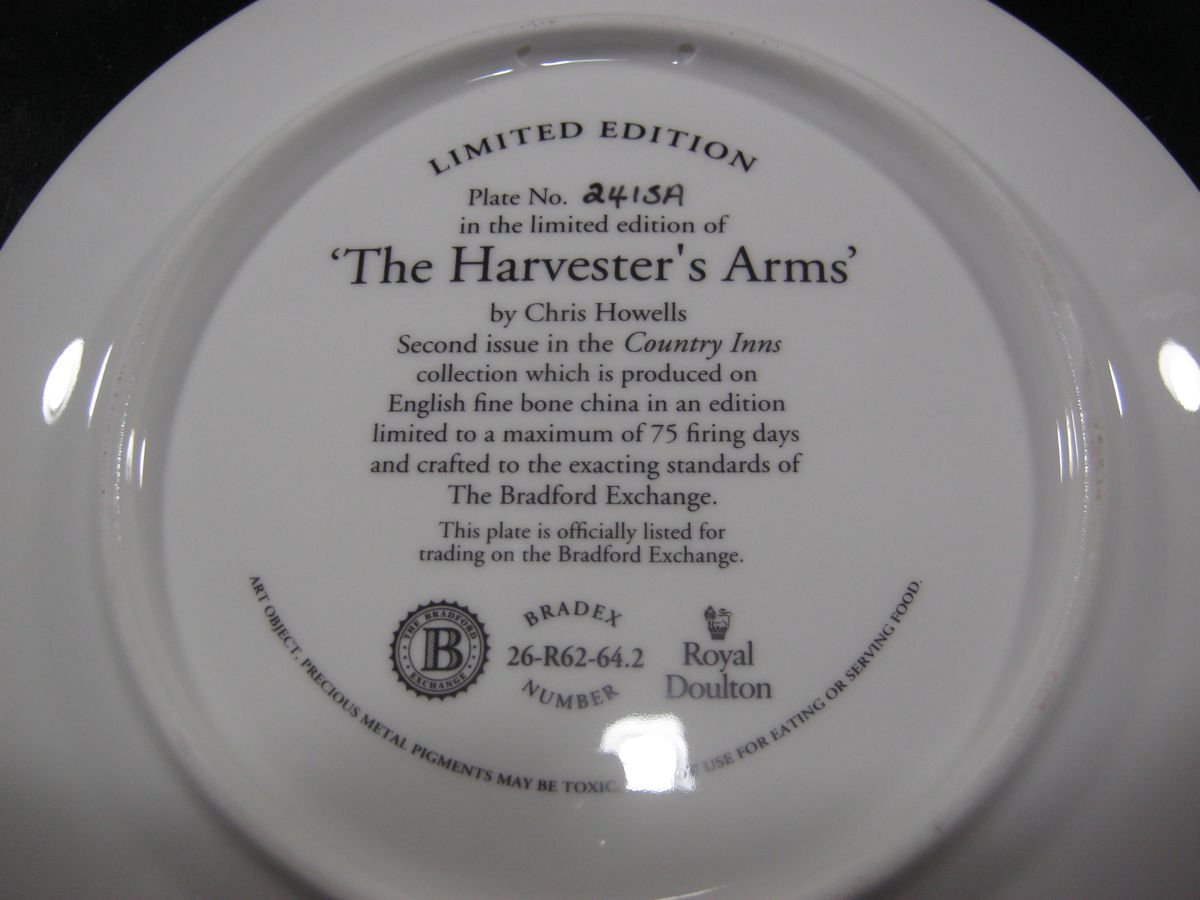 LIMITED EDITION
Plate No. 2415A
in the limited edition of
‘The Harvester's Arms’
by Chris Howells
Second issue in the Country Inns
collection which is produced on
English fine bone china in an edition
limited to a maximum of 75 firing days
and crafted to the exacting standards of
The Bradford Exchange.
This plate is officially listed for
trading on the Bradford Exchange.
THE BRADFORD
B
EXCHANGE
BRADEX
26-R62-64.2
NUMBER
Royal
Doulton
ART OBJECT. PRECIOUS METAL PIGMENTS MAY BE TOXIC. USE FOR EATING OR SERVING FOOD.